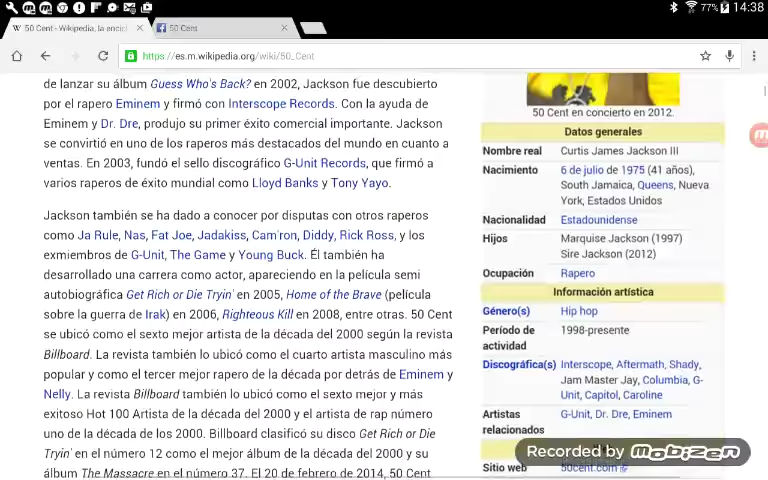 77% 14:38
50 Cent - Wikipedia, la encicl
50 Cent
https://es.m.wikipedia.org/wiki/50_Cent
de lanzar su álbum Guess Who's Back? en 2002, Jackson fue descubierto
por el rapero Eminem y firmó con Interscope Records. Con la ayuda de
Eminem y Dr. Dre, produjo su primer éxito comercial importante. Jackson
se convirtió en uno de los raperos más destacados del mundo en cuanto a
ventas. En 2003, fundó el sello discográfico G-Unit Records, que firmó a
varios raperos de éxito mundial como Lloyd Banks y Tony Yayo.
Jackson también se ha dado a conocer por disputas con otros raperos
como Ja Rule, Nas, Fat Joe, Jadakiss, Cam'ron, Diddy, Rick Ross, y los
exmiembros de G-Unit, The Game y Young Buck. Él también ha
desarrollado una carrera como actor, apareciendo en la película semi
autobiográfica Get Rich or Die Tryin' en 2005, Home of the Brave (película
sobre la guerra de Irak) en 2006, Righteous Kill en 2008, entre otras. 50 Cent
se ubicó como el sexto mejor artista de la década del 2000 según la revista
Billboard. La revista también lo ubicó como el cuarto artista masculino más
popular y como el tercer mejor rapero de la década por detrás de Eminem y
Nelly. La revista Billboard también lo ubicó como el sexto mejor y más
exitoso Hot 100 Artista de la década del 2000 y el artista de rap número
uno de la década de los 2000. Billboard clasificó su disco Get Rich or Die
Tryin' en el número 12 como el mejor álbum de la década del 2000 y su
álbum The Massacre en el número 37. El 20 de febrero de 2014, 50 Cent
50 Cent en concierto en 2012.
Datos generales
Nombre real Curtis James Jackson III
Nacimiento 6 de julio de 1975 (41 años),
South Jamaica, Queens, Nueva
York, Estados Unidos
Nacionalidad Estadounidense
Hijos Marquise Jackson (1997)
Sire Jackson (2012)
Ocupación Rapero
Información artística
Género(s) Hip hop
Período de 1998-presente
actividad
Discográfica(s) Interscope, Aftermath, Shady,
Jam Master Jay, Columbia, G-
Unit, Capitol, Caroline
Artistas G-Unit, Dr. Dre, Eminem
relacionados
Sitio web 50cent.com
Recorded by mobizen